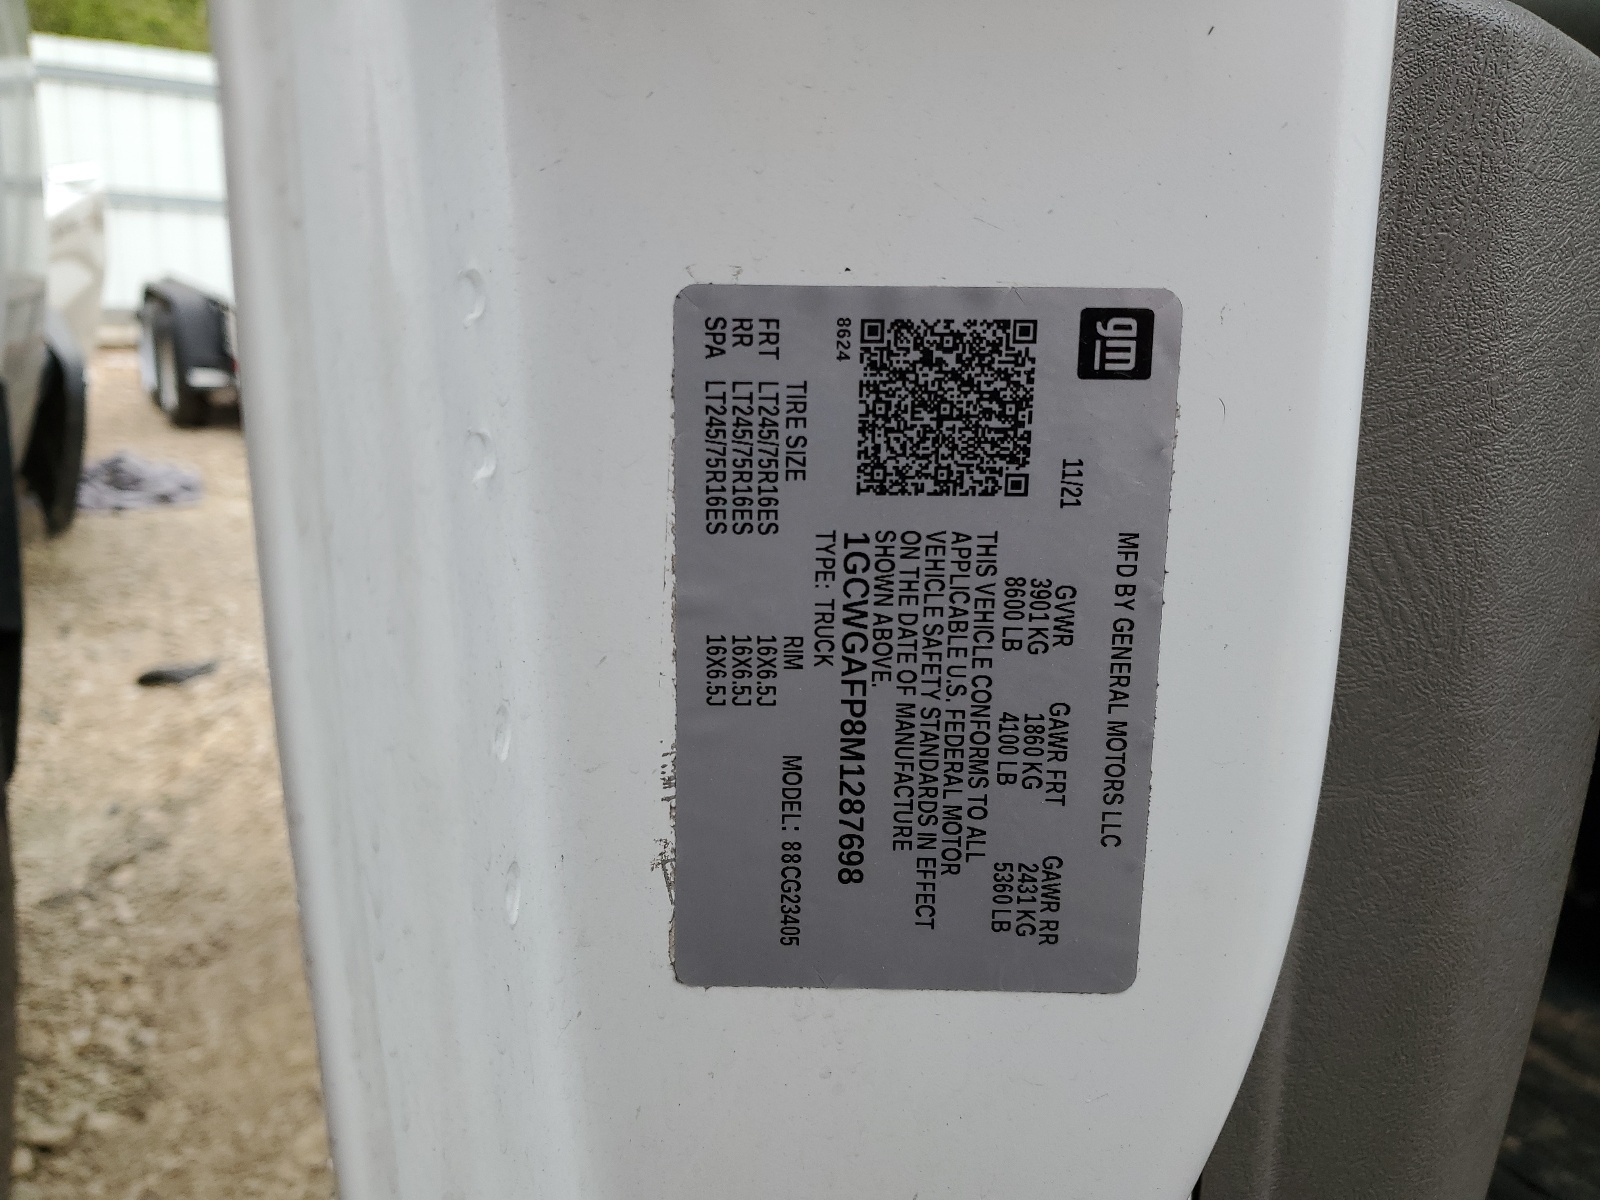 gm
MFD BY GENERAL MOTORS LLC
11/21
GVWR GAWR FRT GAWR RR
3901 KG 1860 KG 2431 KG
8600 LB 4100 LB 5360 LB
THIS VEHICLE CONFORMS TO ALL
APPLICABLE U.S. FEDERAL MOTOR
VEHICLE SAFETY STANDARDS IN EFFECT
ON THE DATE OF MANUFACTURE
SHOWN ABOVE.
1GCWGAFP8M1287698
TYPE: TRUCK
8624
MODEL: 88CG23405
TIRE SIZE RIM
FRT LT245/75R16ES 16X6.5J
RR LT245/75R16ES 16X6.5J
SPA LT245/75R16ES 16X6.5J